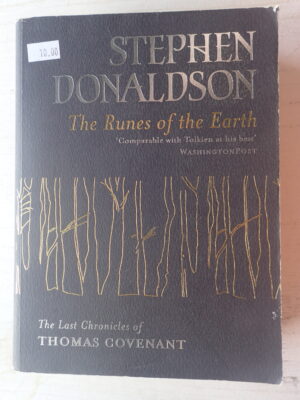 10.00
STEPHEN
DONALDSON
The Runes of the Earth
'Comparable with Tolkien at his best'
WASHINGTON POST
The Last Chronicles of
THOMAS COVENANT